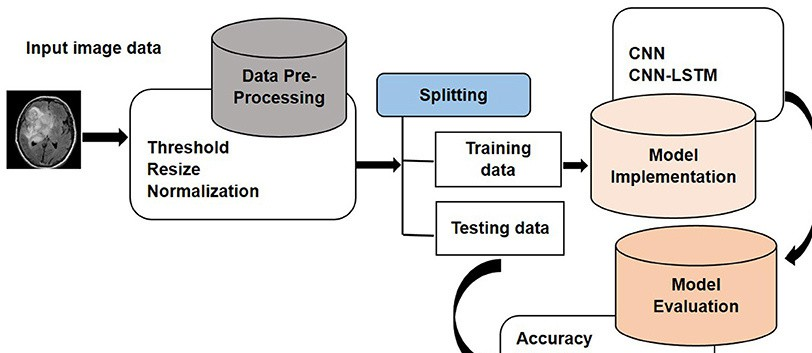 Input image data
Data Pre-
Processing
Threshold
Resize
Normalization
Splitting
Training
data
Testing data
CNN
CNN-LSTM
Model
Implementation
Model
Evaluation
Accuracy